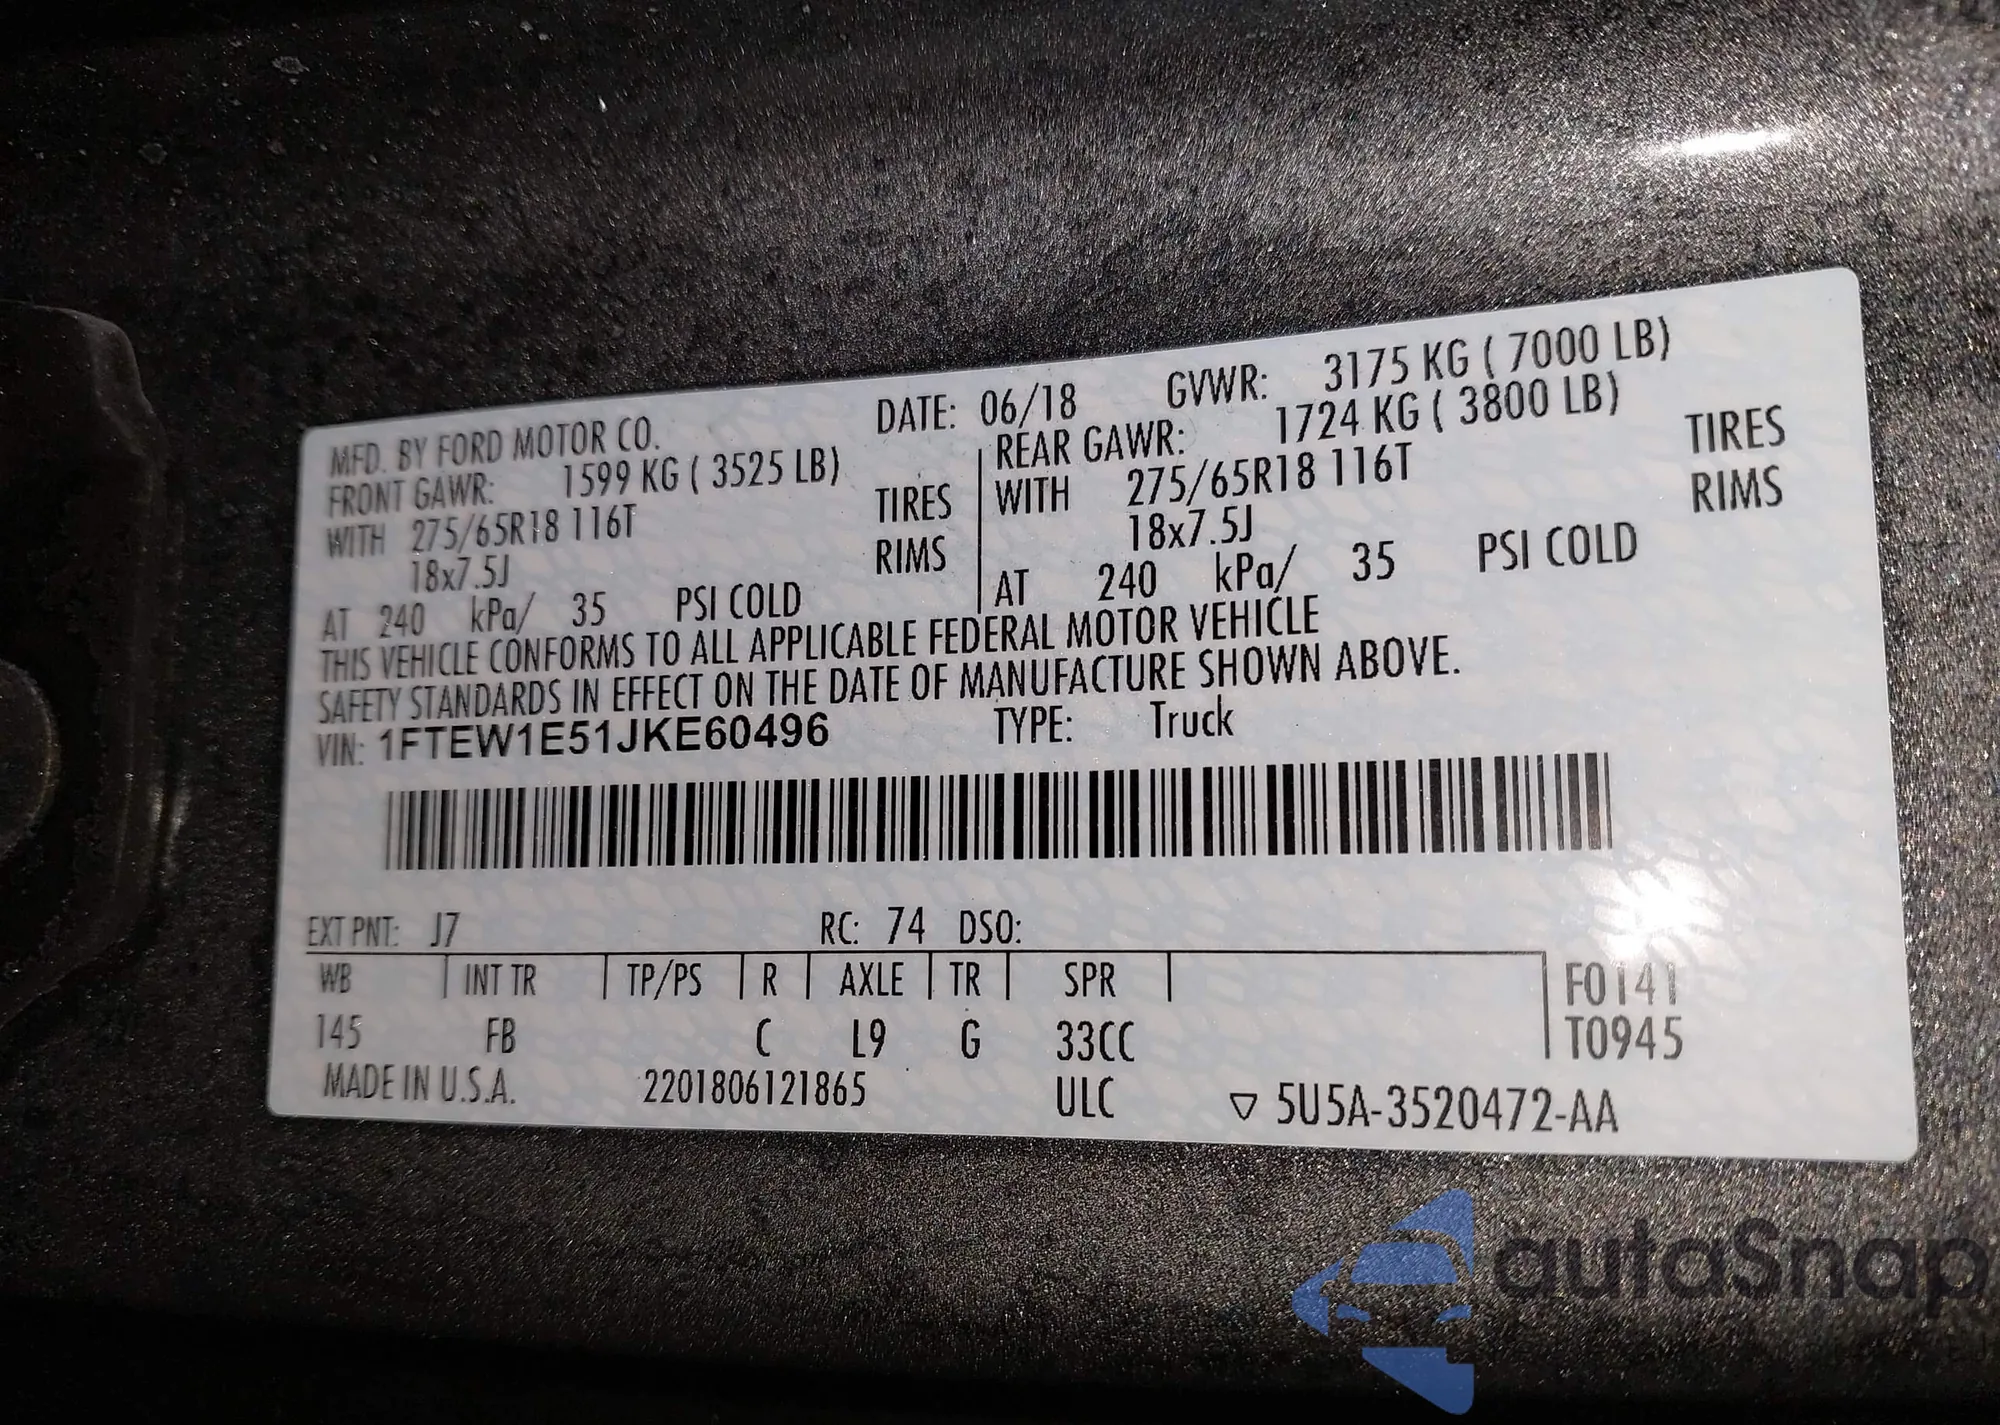 MFD. BY FORD MOTOR CO. DATE: 06/18 GVWR: 3175 KG ( 7000 LB)
FRONT GAWR: 1599 KG ( 3525 LB) REAR GAWR: 1724 KG ( 3800 LB)
WITH 275/65R18 116T TIRES WITH 275/65R18 116T TIRES
18x7.5J RIMS 18x7.5J RIMS
AT 240 kPa/ 35 PSI COLD AT 240 kPa/ 35 PSI COLD
THIS VEHICLE CONFORMS TO ALL APPLICABLE FEDERAL MOTOR VEHICLE
SAFETY STANDARDS IN EFFECT ON THE DATE OF MANUFACTURE SHOWN ABOVE.
VIN: 1FTEW1E51JKE60496 TYPE: Truck
EXT PNT: J7 RC: 74 DSO:
WB INT TR TP/PS R AXLE TR SPR F0141
145 FB C L9 G 33CC T0945
MADE IN U.S.A. 2201806121865 ULC ▽ 5U5A-3520472-AA
autoSnap